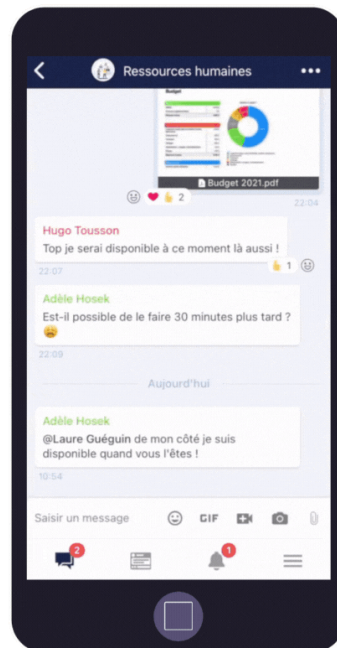 Ressources humaines
Budget
Budget 2021.pdf
2
22:04
Hugo Tousson
Top je serai disponible à ce moment là aussi !
1
22:07
Adèle Hosek
Est-il possible de le faire 30 minutes plus tard ?
22:09
Aujourd'hui
Adèle Hosek
@Laure Guéguin de mon côté je suis
disponible quand vous l'êtes !
10:54
Saisir un message
GIF
2
1